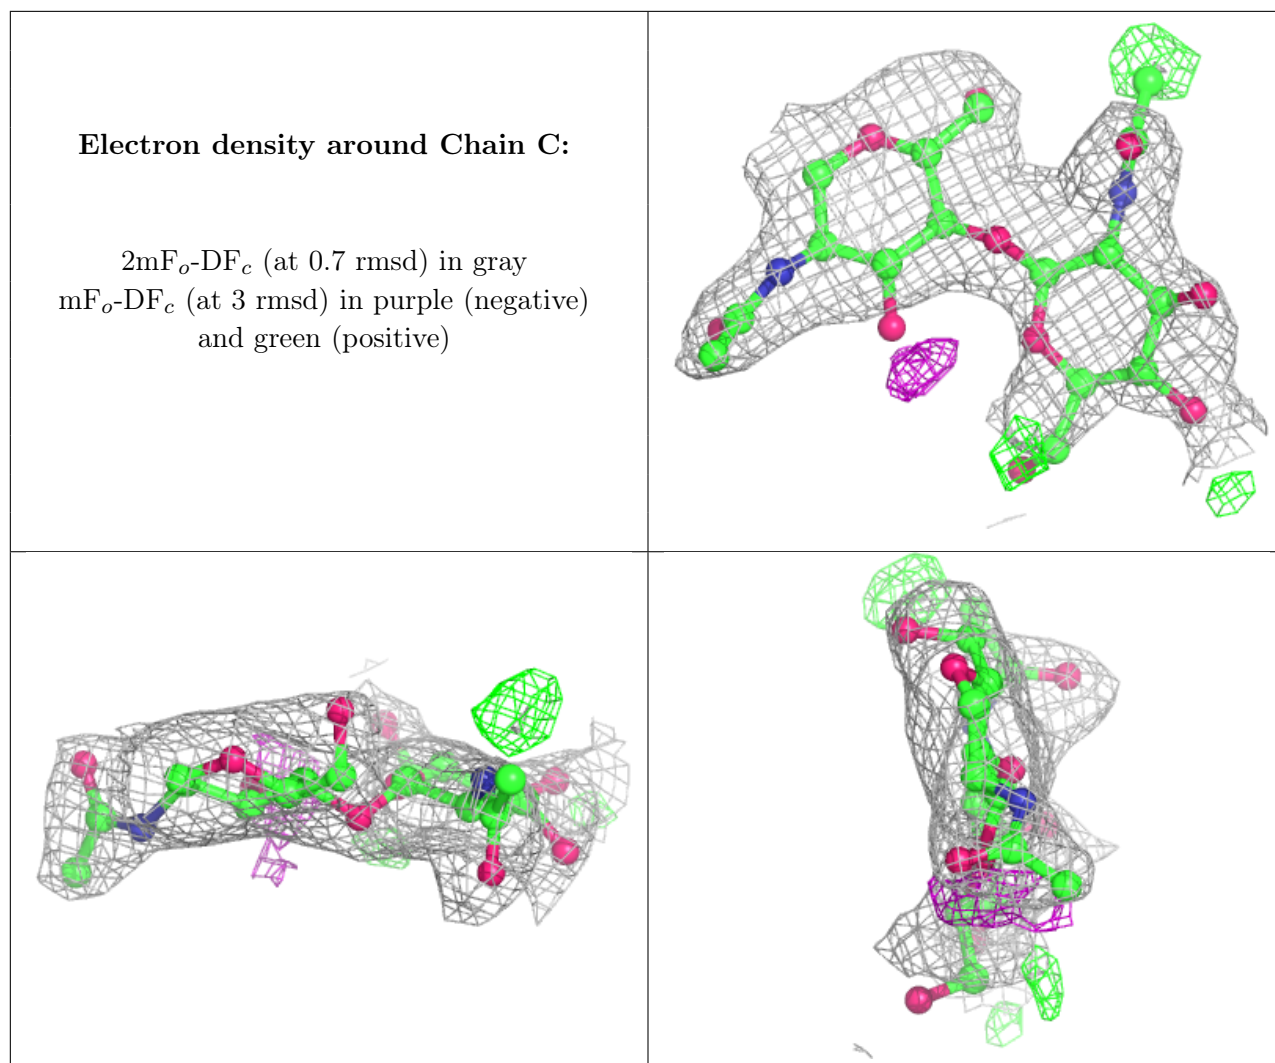 Electron density around Chain C:
2mFₒ-DF𝒸 (at 0.7 rmsd) in gray
mFₒ-DF𝒸 (at 3 rmsd) in purple (negative)
and green (positive)